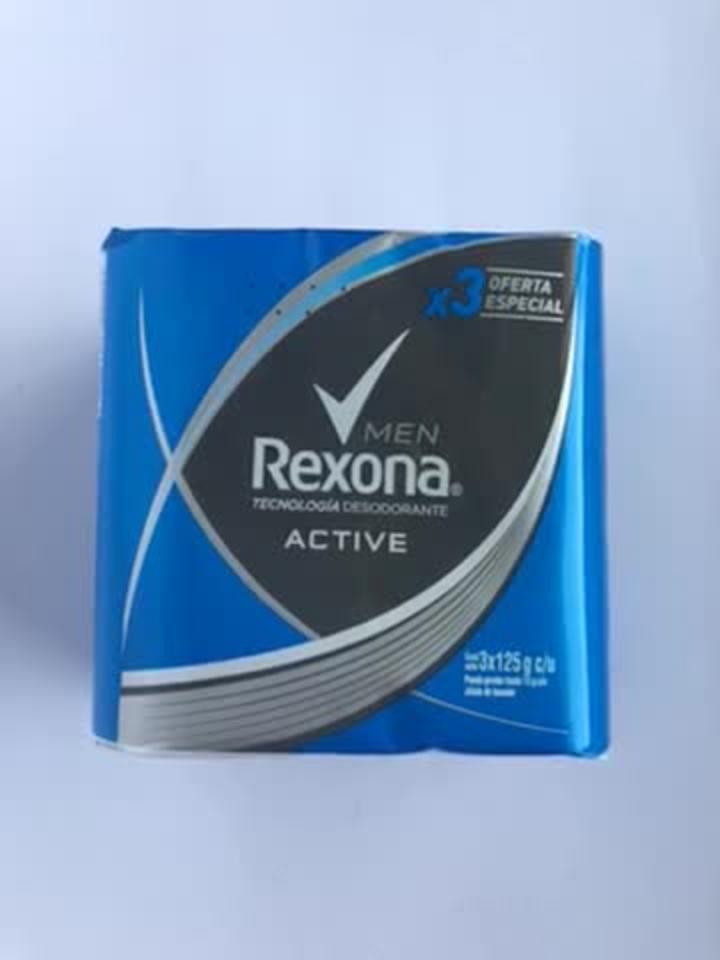 x3 OFERTA
ESPECIAL
MEN
Rexona®
TECNOLOGÍA DESODORANTE
ACTIVE
3x125 g c/u